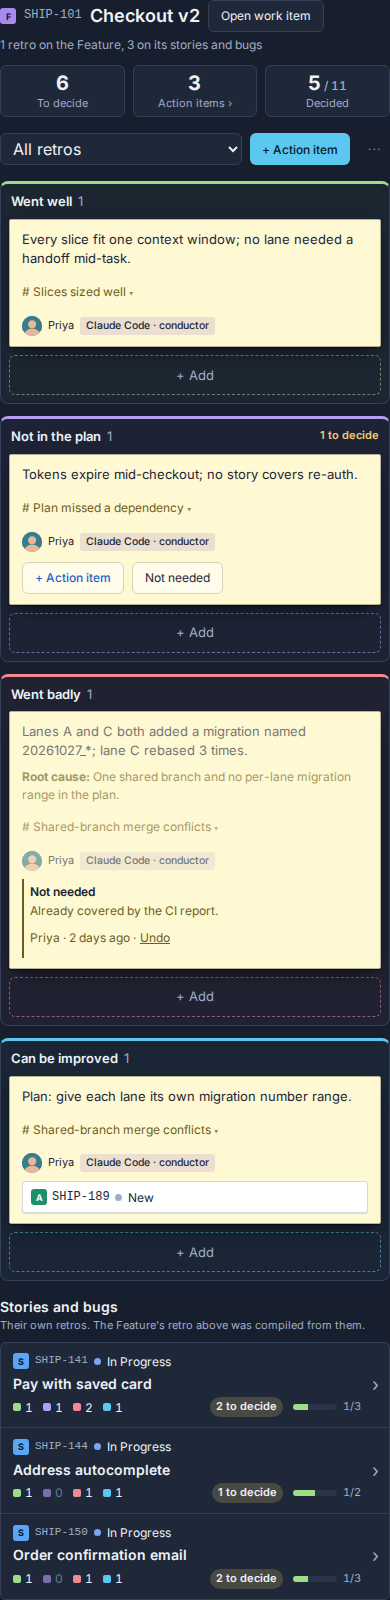 F SHIP-101 Checkout v2 Open work item
1 retro on the Feature, 3 on its stories and bugs
6 3 5 / 11
To decide Action items › Decided
All retros + Action item ...
Went well 1
Every slice fit one context window; no lane needed a
handoff mid-task.
# Slices sized well
Priya Claude Code · conductor
+ Add
Not in the plan 1 1 to decide
Tokens expire mid-checkout; no story covers re-auth.
# Plan missed a dependency
Priya Claude Code · conductor
+ Action item Not needed
+ Add
Went badly 1
Lanes A and C both added a migration named
20261027_*; lane C rebased 3 times.
Root cause: One shared branch and no per-lane migration
range in the plan.
# Shared-branch merge conflicts
Priya Claude Code · conductor
Not needed
Already covered by the CI report.
Priya · 2 days ago · Undo
+ Add
Can be improved 1
Plan: give each lane its own migration number range.
# Shared-branch merge conflicts
Priya Claude Code · conductor
A SHIP-189 New
+ Add
Stories and bugs
Their own retros. The Feature's retro was compiled from them.
S SHIP-141 In Progress
Pay with saved card ›
1 1 2 1 2 to decide 1/3
S SHIP-144 In Progress
Address autocomplete ›
1 0 1 1 1 to decide 1/2
S SHIP-150 In Progress
Order confirmation email ›
1 0 1 1 2 to decide 1/3